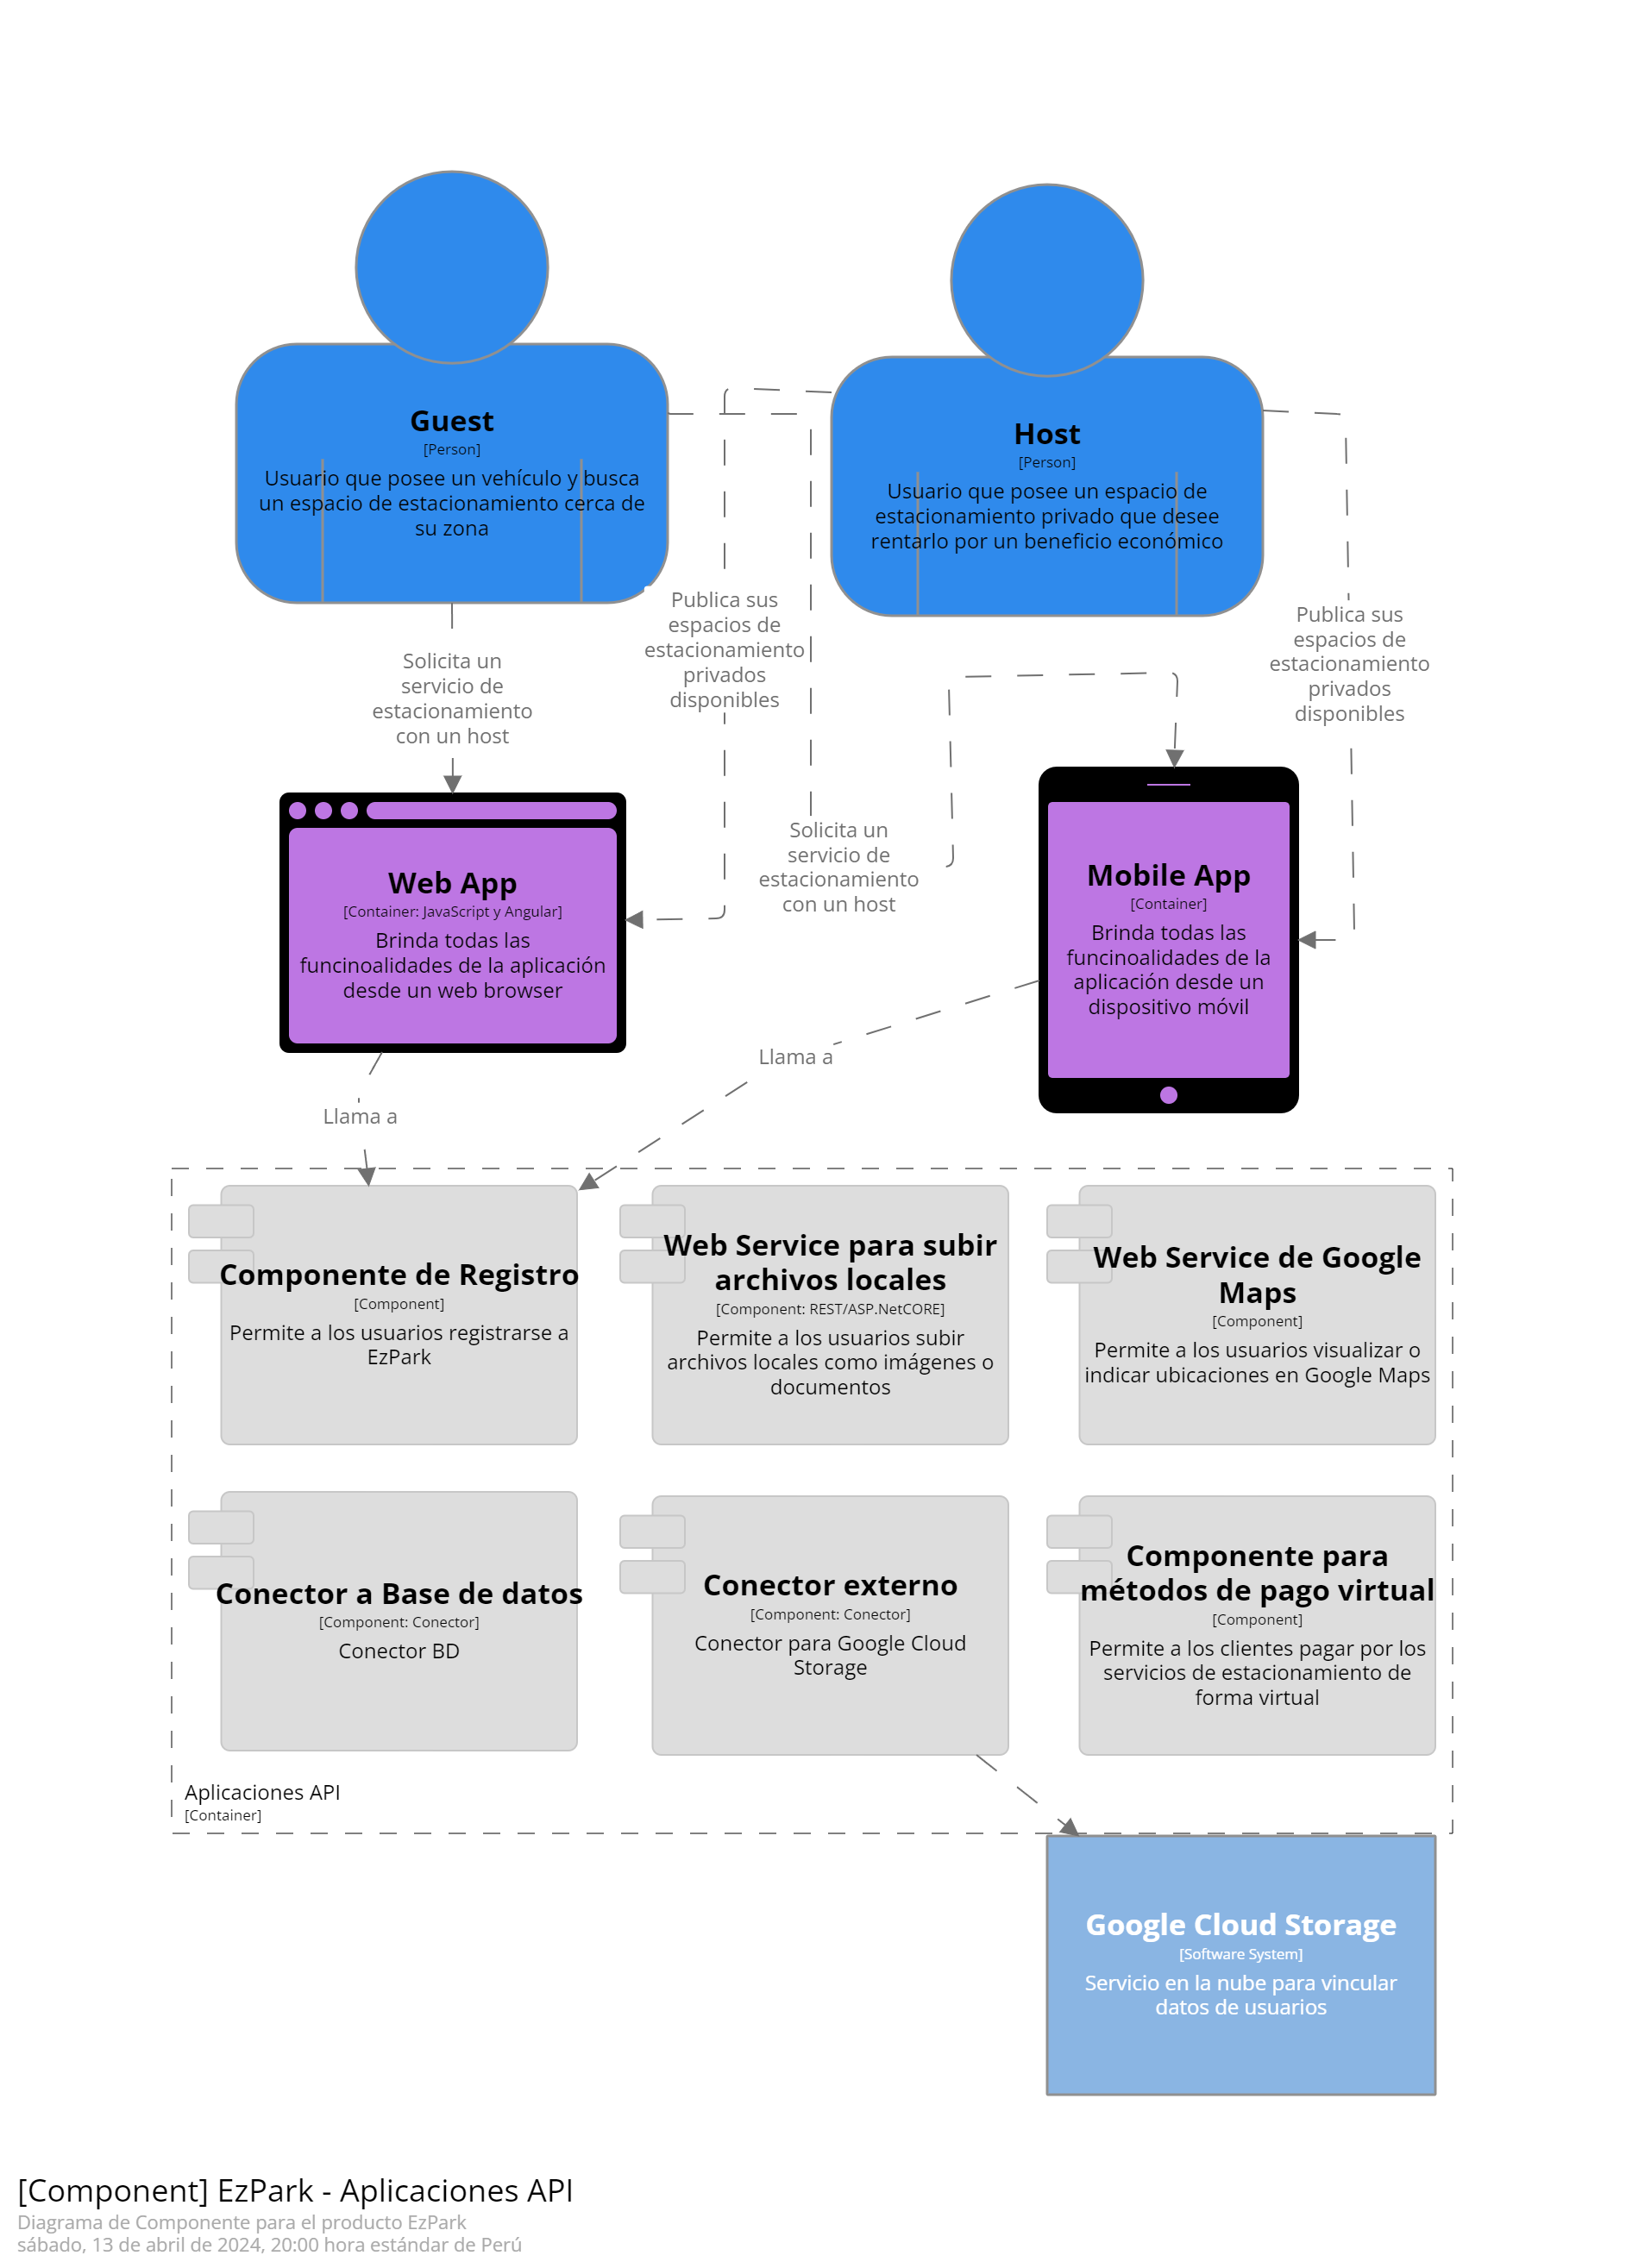 Guest
[Person]
Usuario que posee un vehículo y busca
un espacio de estacionamiento cerca de
su zona
Host
[Person]
Usuario que posee un espacio de
estacionamiento privado que desee
rentarlo por un beneficio económico
Publica sus
espacios de
estacionamiento
privados
disponibles
Publica sus
espacios de
estacionamiento
privados
disponibles
Solicita un
servicio de
estacionamiento
con un host
Solicita un
servicio de
estacionamiento
con un host
Web App
[Container: JavaScript y Angular]
Brinda todas las
funcinoalidades de la aplicación
desde un web browser
Mobile App
[Container]
Brinda todas las
funcinoalidades de la
aplicación desde un
dispositivo móvil
Llama a
Llama a
Componente de Registro
[Component]
Permite a los usuarios registrarse a
EzPark
Web Service para subir
archivos locales
[Component: REST/ASP.NetCORE]
Permite a los usuarios subir
archivos locales como imágenes o
documentos
Web Service de Google
Maps
[Component]
Permite a los usuarios visualizar o
indicar ubicaciones en Google Maps
Conector a Base de datos
[Component: Conector]
Conector BD
Conector externo
[Component: Conector]
Conector para Google Cloud
Storage
Componente para
métodos de pago virtual
[Component]
Permite a los clientes pagar por los
servicios de estacionamiento de
forma virtual
Aplicaciones API
[Container]
Google Cloud Storage
[Software System]
Servicio en la nube para vincular
datos de usuarios
[Component] EzPark - Aplicaciones API
Diagrama de Componente para el producto EzPark
sábado, 13 de abril de 2024, 20:00 hora estándar de Perú